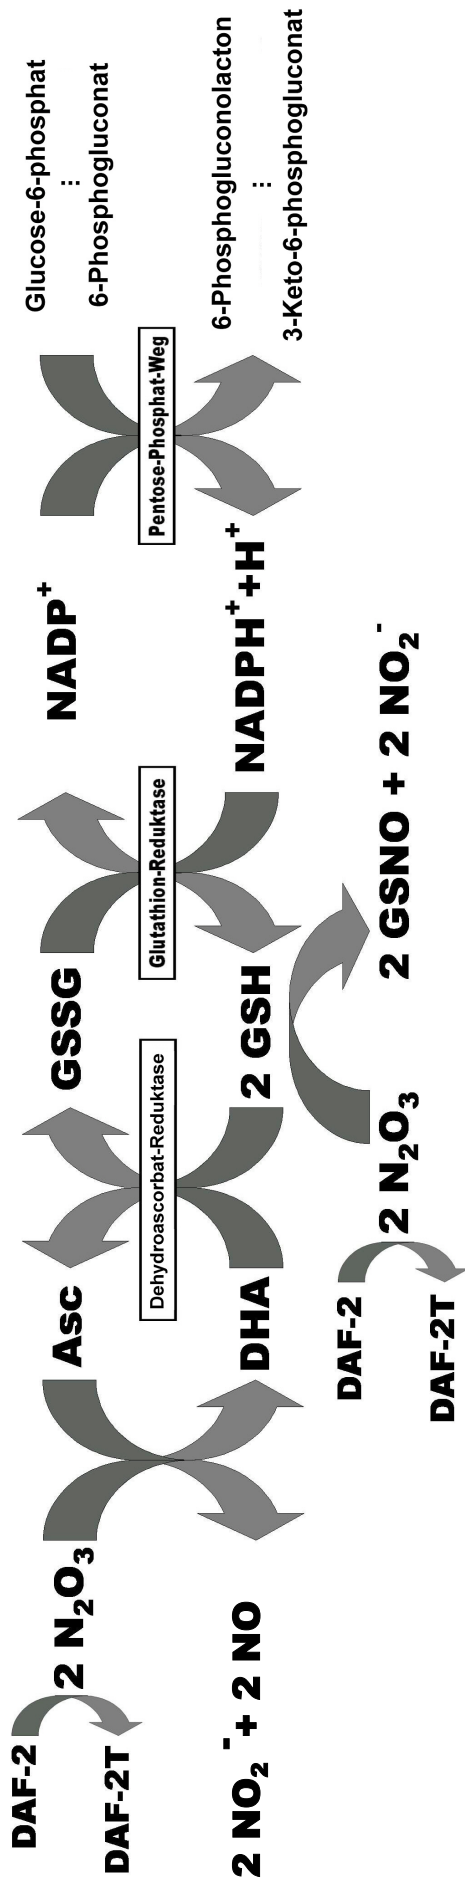 DAF-2
DAF-2T
2 N₂O₃
2 NO₂⁻ + 2 NO
Asc
DHA
Dehydroascorbat-Reduktase
GSSG
2 GSH
Glutathion-Reduktase
NADP⁺
NADPH⁺+H⁺
Pentose-Phosphat-Weg
Glucose-6-phosphat
⋮
6-Phosphogluconat
6-Phosphogluconolacton
⋮
3-Keto-6-phosphogluconat
DAF-2
DAF-2T
2 N₂O₃
2 GSNO + 2 NO₂⁻